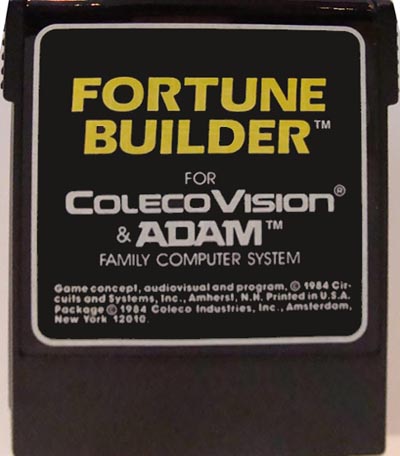 FORTUNE
BUILDER™
FOR
COLECOVISION®
& ADAM™
FAMILY COMPUTER SYSTEM
Game concept, audiovisual and program, © 1984 Cir-
cuits and Systems, Inc., Amherst, N.H. Printed in U.S.A.
Package © 1984 Coleco Industries, Inc., Amsterdam,
New York 12010.